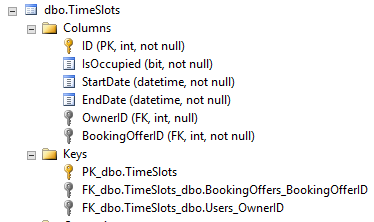 dbo.TimeSlots
Columns
ID (PK, int, not null)
IsOccupied (bit, not null)
StartDate (datetime, not null)
EndDate (datetime, not null)
OwnerID (FK, int, null)
BookingOfferID (FK, int, not null)
Keys
PK_dbo.TimeSlots
FK_dbo.TimeSlots_dbo.BookingOffers_BookingOfferID
FK_dbo.TimeSlots_dbo.Users_OwnerID